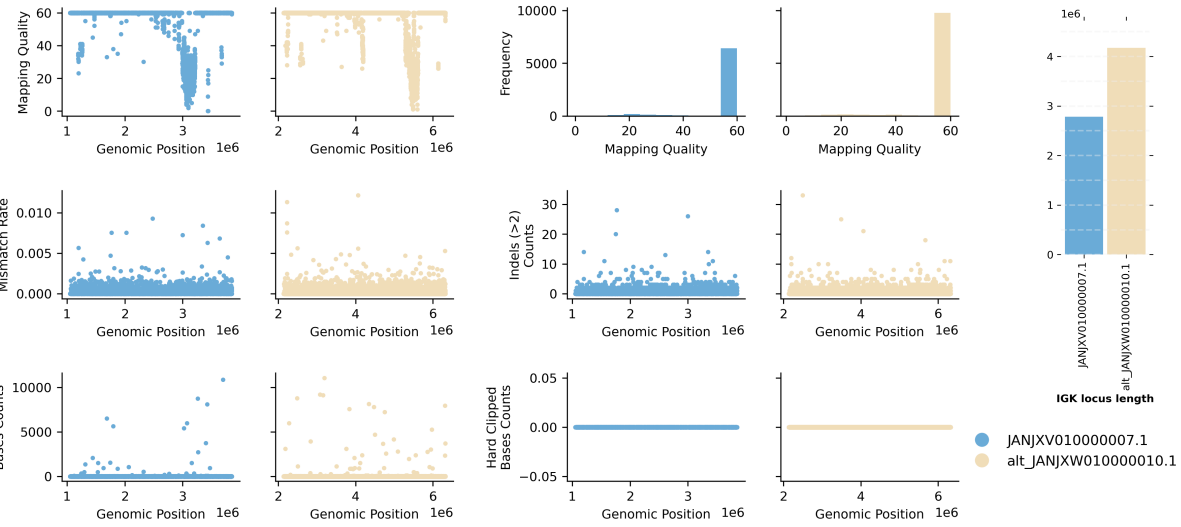 Mapping Quality
60
40
20
0
1 2 3
Genomic Position 1e6
2 4 6
Genomic Position 1e6
Frequency
10000
5000
0
0 20 40 60
Mapping Quality
0 20 40 60
Mapping Quality
1e6
4
3
2
1
0
JANJXV010000007.1
alt_JANJXW010000010.1
IGK locus length
Mismatch Rate
0.010
0.005
0.000
1 2 3
Genomic Position 1e6
2 4 6
Genomic Position 1e6
Indels (>2)
Counts
30
20
10
0
1 2 3
Genomic Position 1e6
2 4 6
Genomic Position 1e6
Counts
10000
5000
0
1 2 3
Genomic Position 1e6
2 4 6
Genomic Position 1e6
Hard Clipped
Bases Counts
0.05
0.00
−0.05
1 2 3
Genomic Position 1e6
2 4 6
Genomic Position 1e6
JANJXV010000007.1
alt_JANJXW010000010.1